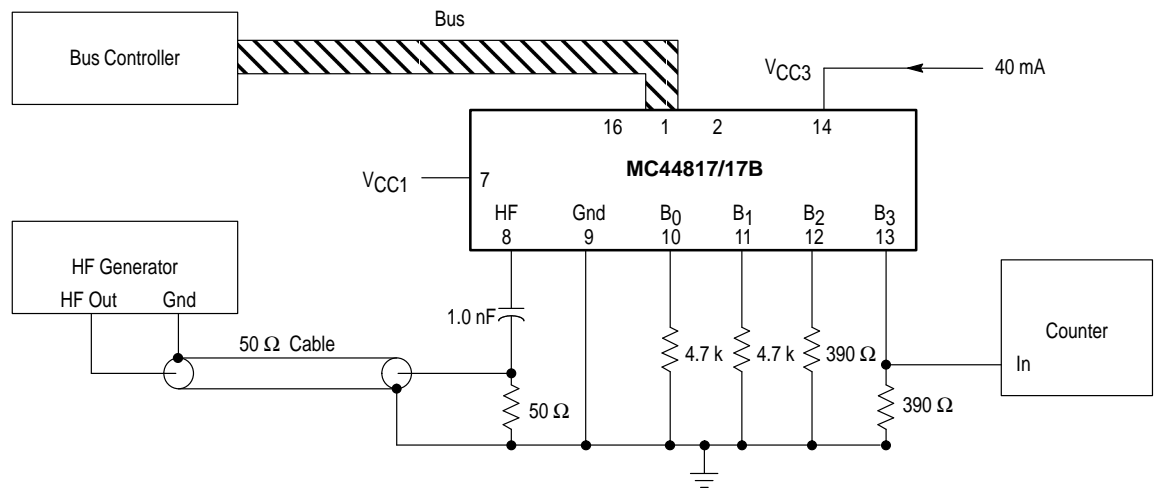 Bus
Bus Controller
VCC3
40 mA
16 1 2 14
MC44817/17B
VCC1
7
HF Gnd B0 B1 B2 B3
8 9 10 11 12 13
HF Generator
HF Out Gnd
1.0 nF
50 Ω Cable
4.7 k 4.7 k 390 Ω
Counter
In
50 Ω
390 Ω